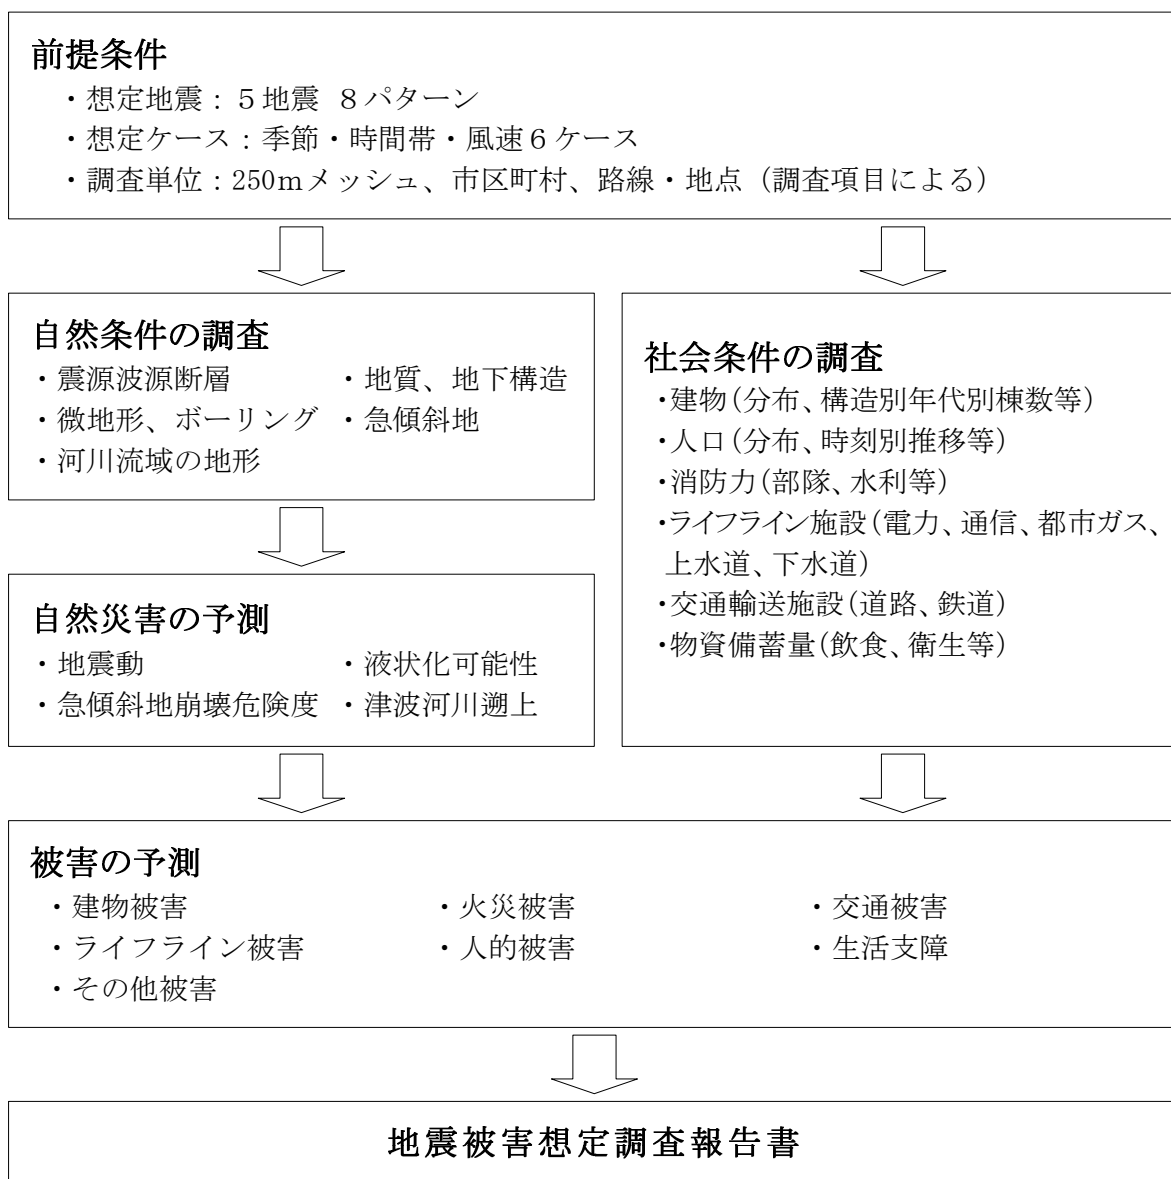 前提条件
・想定地震：５地震 ８パターン
・想定ケース：季節・時間帯・風速６ケース
・調査単位：250ｍメッシュ、市区町村、路線・地点（調査項目による）
自然条件の調査
・震源波源断層 ・地質、地下構造
・微地形、ボーリング ・急傾斜地
・河川流域の地形
自然災害の予測
・地震動 ・液状化可能性
・急傾斜地崩壊危険度 ・津波河川遡上
社会条件の調査
・建物（分布、構造別年代別棟数等）
・人口（分布、時刻別推移等）
・消防力（部隊、水利等）
・ライフライン施設（電力、通信、都市ガス、
上水道、下水道）
・交通輸送施設（道路、鉄道）
・物資備蓄量（飲食、衛生等）
被害の予測
・建物被害 ・火災被害 ・交通被害
・ライフライン被害 ・人的被害 ・生活支障
・その他被害
地震被害想定調査報告書